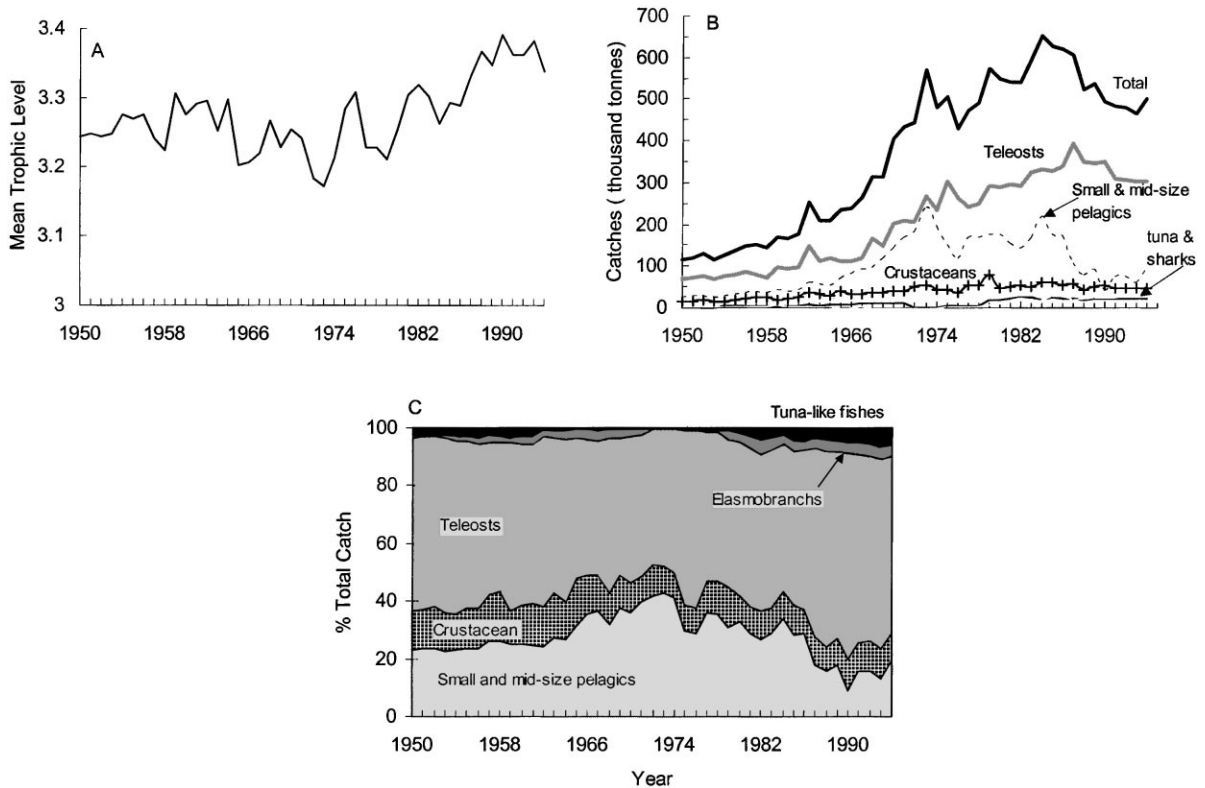 A
Mean Trophic Level
3.4
3.3
3.2
3.1
3
1950 1958 1966 1974 1982 1990
B
Catches ( thousand tonnes)
700
600
500
400
300
200
100
0
Total
Teleosts
Small & mid-size
pelagics
tuna &
sharks
Crustaceans
1950 1958 1966 1974 1982 1990
C
Tuna-like fishes
% Total Catch
100
80
60
40
20
0
Elasmobranchs
Teleosts
Crustacean
Small and mid-size pelagics
1950 1958 1966 1974 1982 1990
Year